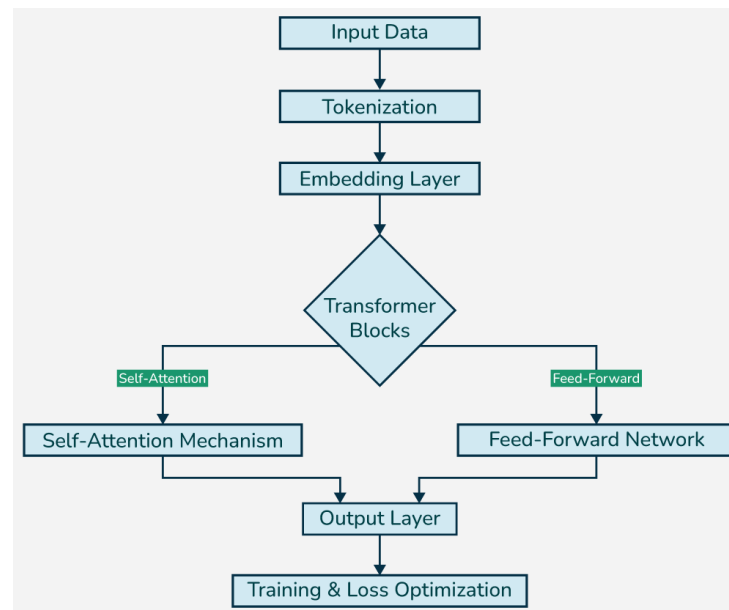 Input Data
Tokenization
Embedding Layer
Transformer
Blocks
Self-Attention
Feed-Forward
Self-Attention Mechanism
Feed-Forward Network
Output Layer
Training & Loss Optimization